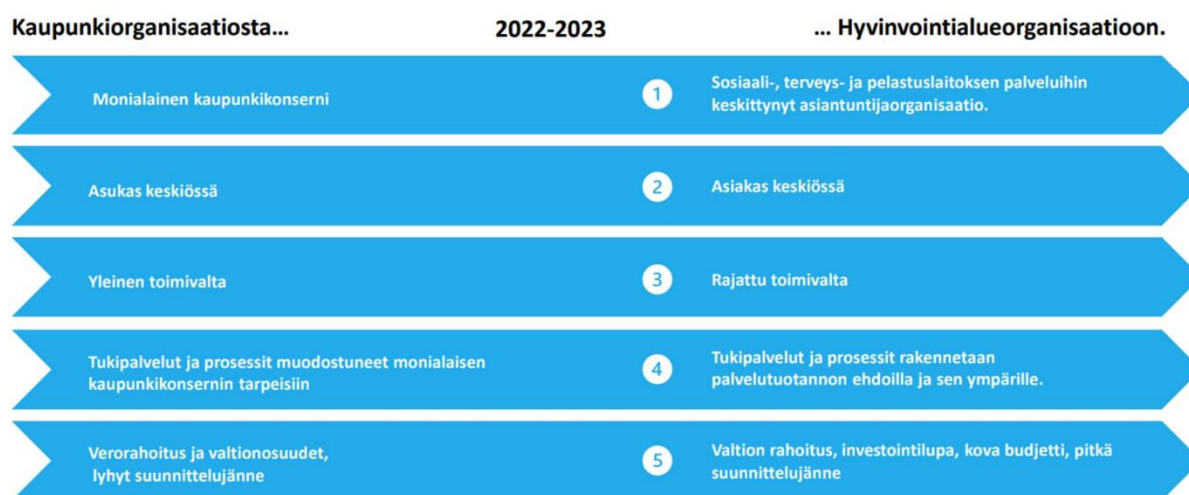 Kaupunkiorganisaatiosta...
2022-2023
... Hyvinvointialueorganisaatioon.
Monialainen kaupunkikonserni
1
Sosiaali-, terveys- ja pelastuslaitoksen palveluihin
keskittynyt asiantuntijaorganisaatio.
Asukas keskiössä
2
Asiakas keskiössä
Yleinen toimivalta
3
Rajattu toimivalta
Tukipalvelut ja prosessit muodostuneet monialaisen
kaupunkikonsernin tarpeisiin
4
Tukipalvelut ja prosessit rakennetaan
palvelutuotannon ehdoilla ja sen ympärille.
Verorahoitus ja valtionosuudet,
lyhyt suunnittelujänne
5
Valtion rahoitus, investointilupa, kova budjetti, pitkä
suunnittelujänne